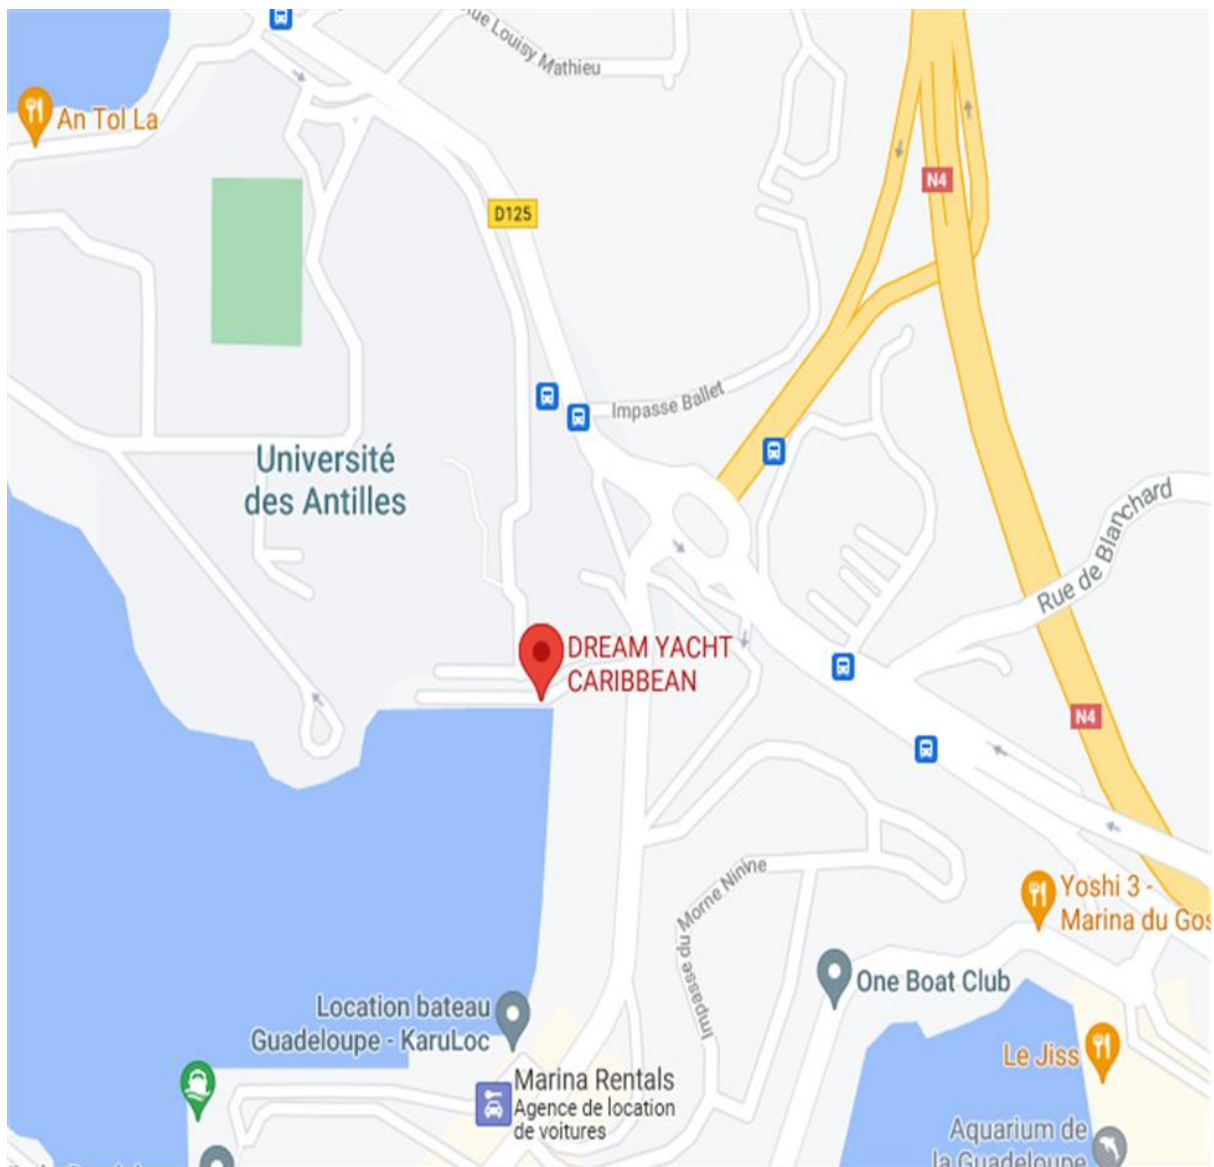 Rue Louisy Mathieu
An Tol La
N4
D125
Impasse Ballet
Université
des Antilles
Rue de Blanchard
DREAM YACHT
CARIBBEAN
N4
Impasse du Morne Ninine
Yoshi 3 -
Marina du Gos
One Boat Club
Location bateau
Guadeloupe - KaruLoc
Le Jiss
Marina Rentals
Agence de location
de voitures
Aquarium de
la Guadeloupe